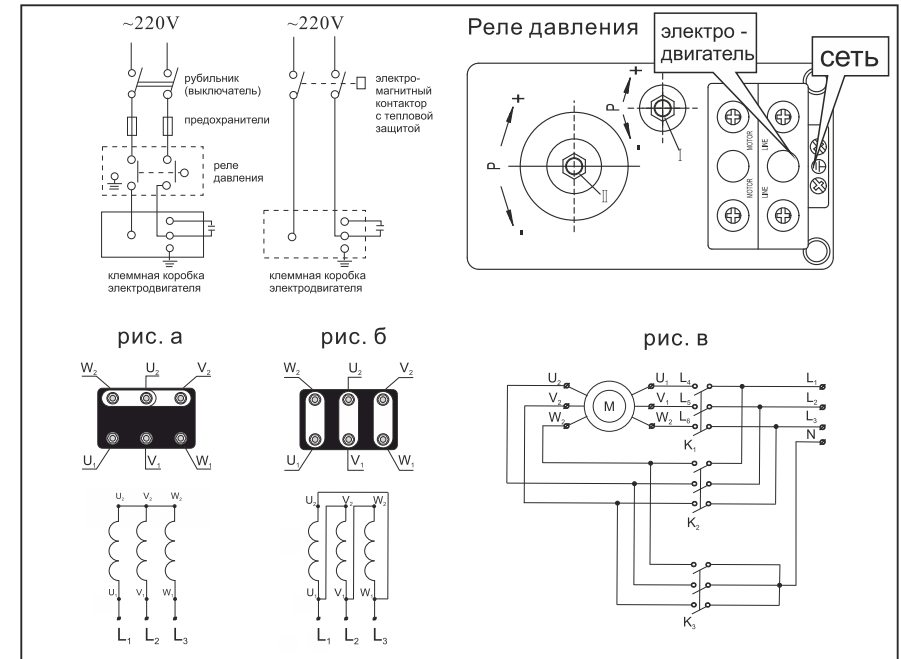 ~220V
~220V
рубильник
(выключатель)
предохранители
реле
давления
клеммная коробка
электродвигателя
электро-
магнитный
контактор
с тепловой
защитой
клеммная коробка
электродвигателя
Реле давления
электро -
двигатель
сеть
+
P
-
+
P
-
I
II
MOTOR
MOTOR
LINE
LINE
рис. а
рис. б
рис. в
W₂ U₂ V₂
U₁ V₁ W₁
U₂ V₂ W₂
U₁ V₁ W₁
L₁ L₂ L₃
W₂ U₂ V₂
U₁ V₁ W₁
U₂ V₂ W₂
U₁ V₁ W₁
L₁ L₂ L₃
U₂ U₁ L₄ L₁
V₂ M V₁ L₅ L₂
W₂ W₂ L₆ L₃
K₁ N
K₂
K₃